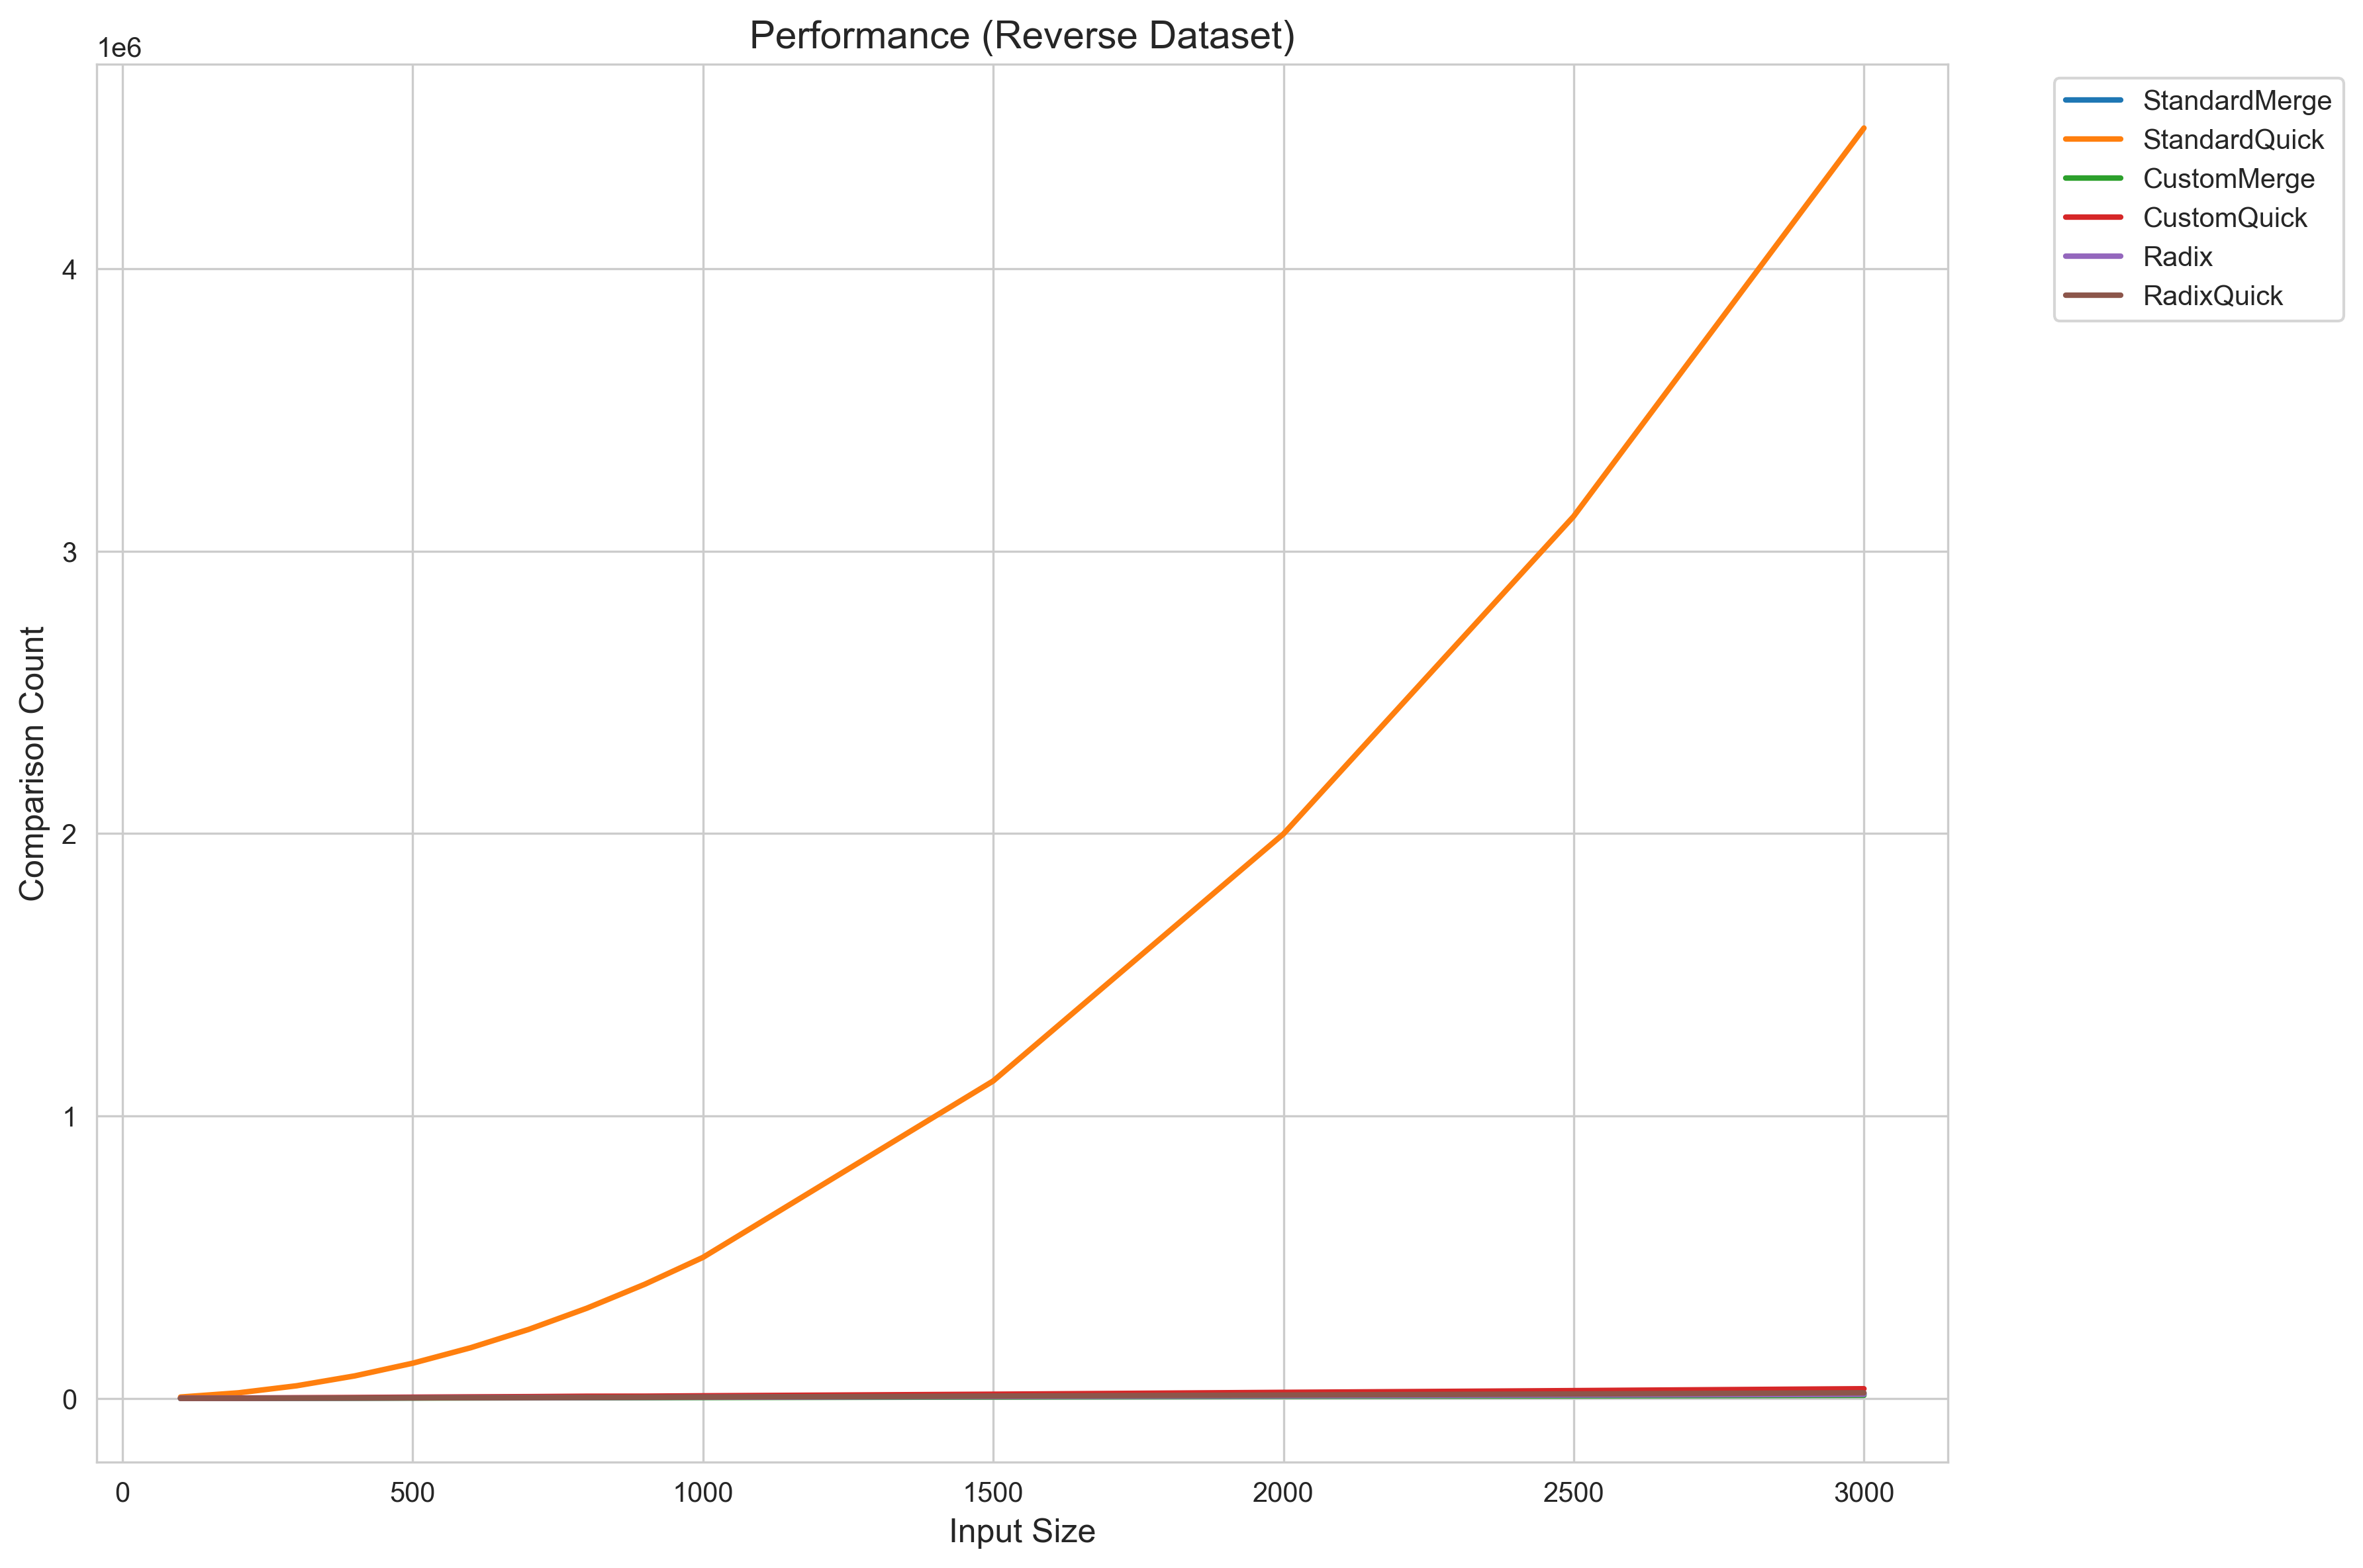 Performance (Reverse Dataset)
1e6
StandardMerge
StandardQuick
CustomMerge
CustomQuick
Radix
RadixQuick
4
3
2
1
0
Comparison Count
0 500 1000 1500 2000 2500 3000
Input Size